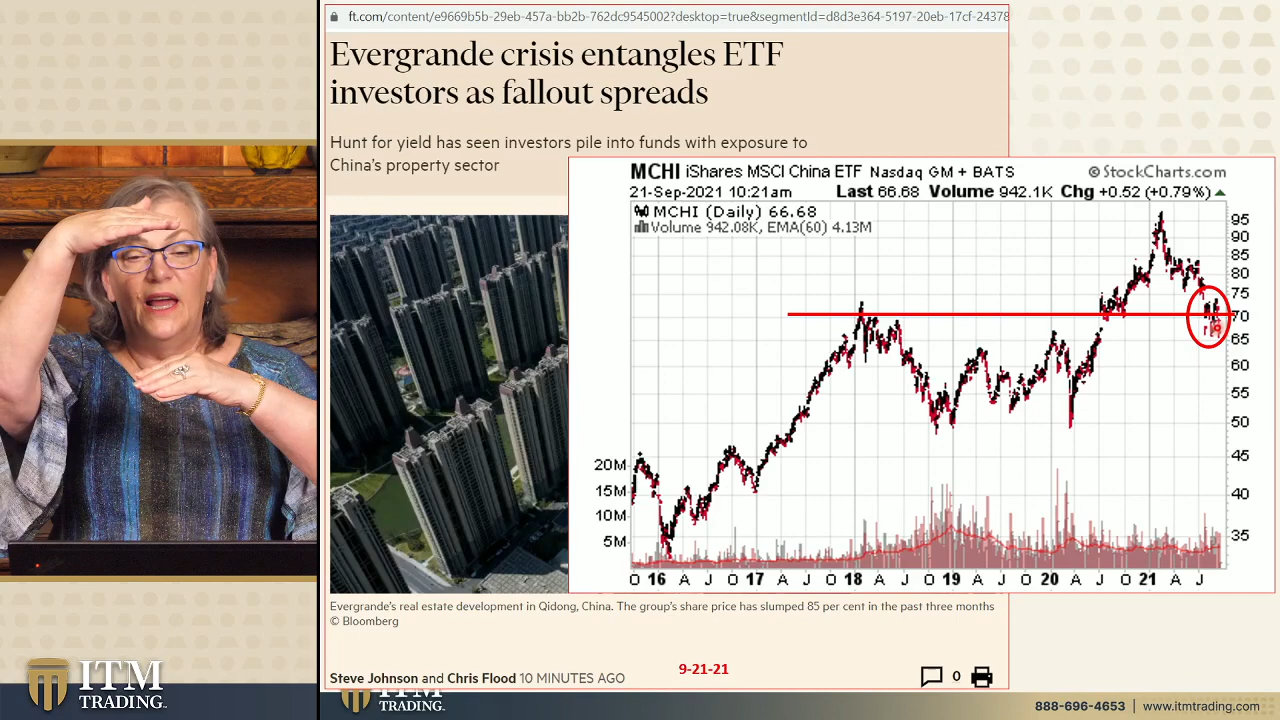 ft.com/content/e9669b5b-29eb-457a-bb2b-762dc9545002?desktop=true&segmentId=d8d3e364-5197-20eb-17cf-24378
Evergrande crisis entangles ETF
investors as fallout spreads
Hunt for yield has seen investors pile into funds with exposure to
China's property sector
MCHI iShares MSCI China ETF Nasdaq GM + BATS
© StockCharts.com
21-Sep-2021 10:21am
Last 66.68 Volume 942.1K Chg +0.52 (+0.79%)
MCHI (Daily) 66.68
Volume 942.08K, EMA(60) 4.13M
95
90
85
80
75
70
65
60
55
50
45
40
35
20M
15M
10M
5M
O 16 A J O 17 A J O 18 A J O 19 A J O 20 A J O 21 A J
Evergrande's real estate development in Qidong, China. The group's share price has slumped 85 per cent in the past three months
© Bloomberg
Steve Johnson and Chris Flood 10 MINUTES AGO
9-21-21
0
ITM
TRADING
TRADING
888-696-4653 | www.itmtrading.com